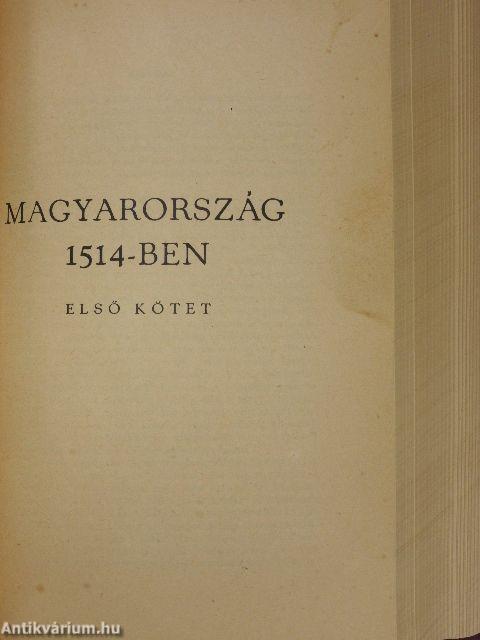 MAGYARORSZÁG
1514-BEN
ELSŐ KÖTET
Antikvárium.hu